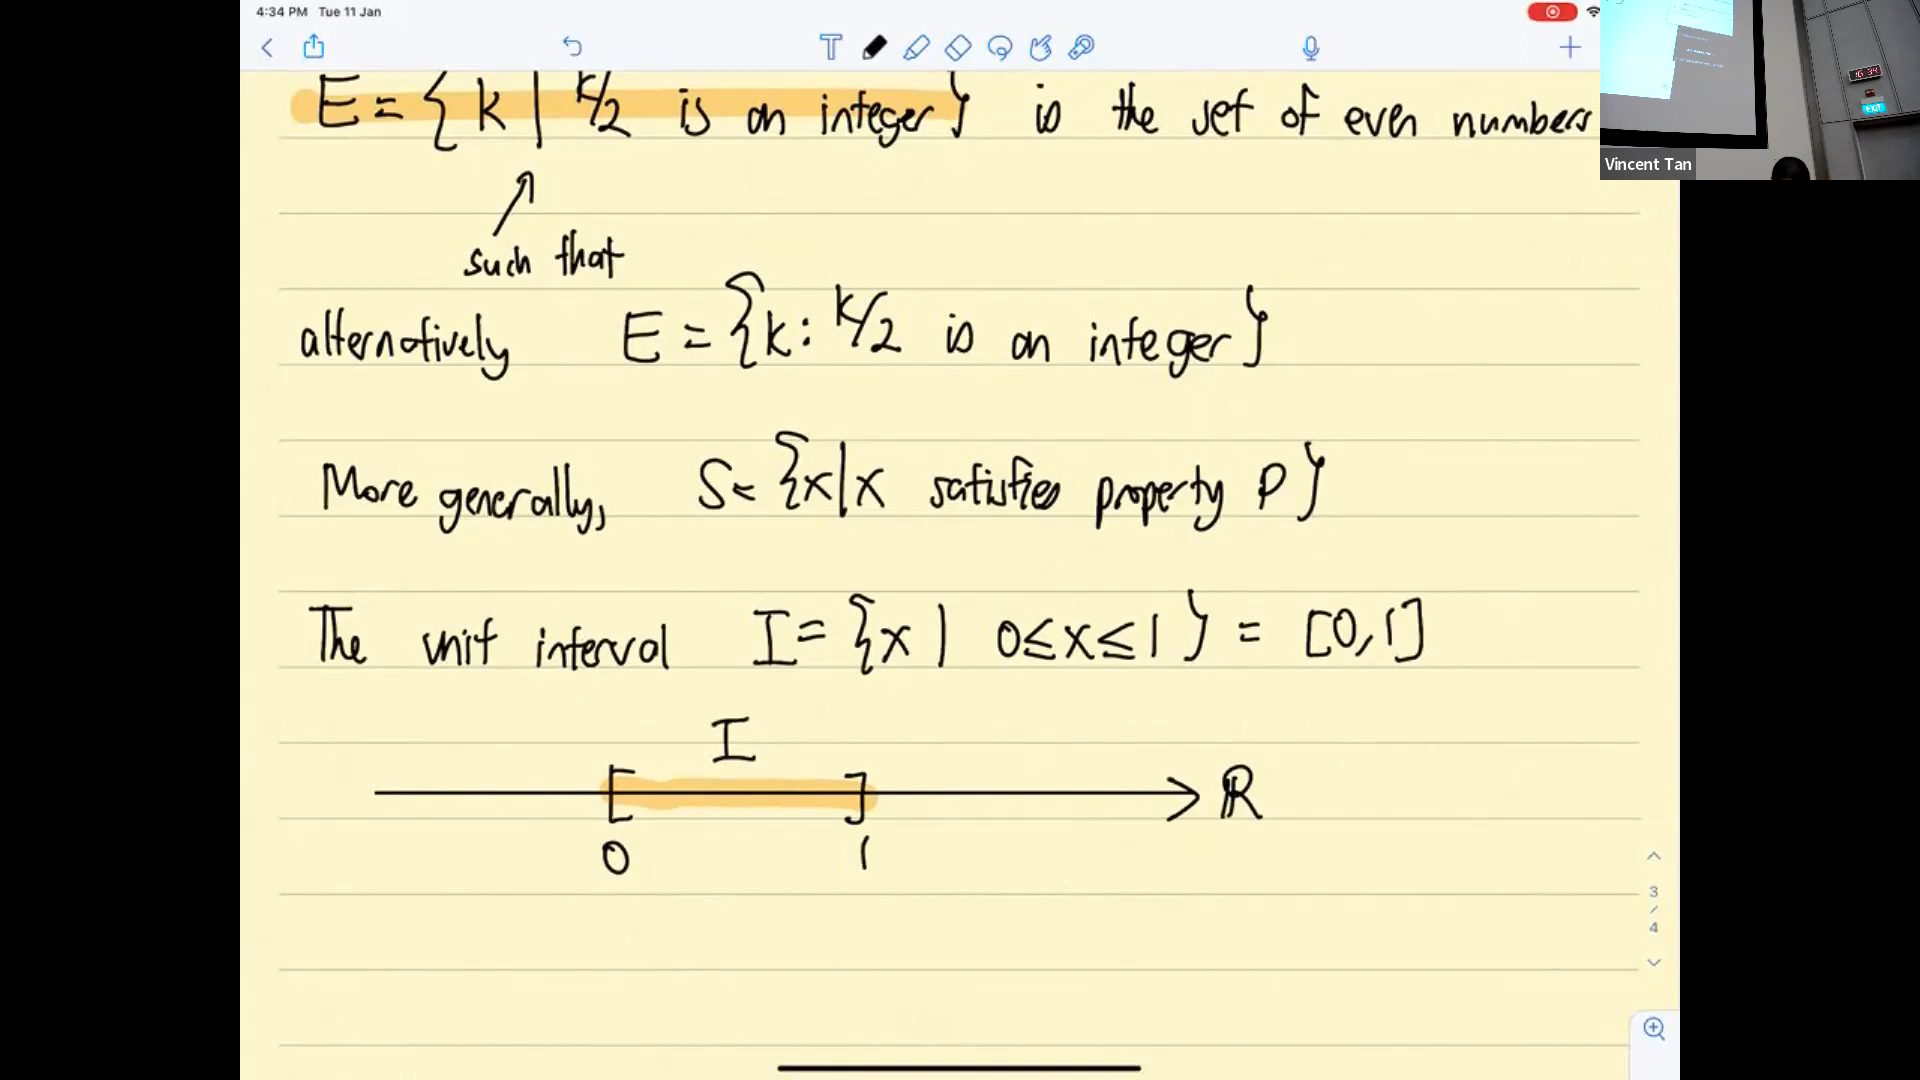 4:34 PM Tue 11 Jan
E = { k | k/2 is an integer } is the set of even numbers
such that
alternatively E = { k : k/2 is an integer }
More generally, S = { x | x satisfies property P }
The unit interval I = { x | 0 ≤ x ≤ 1 } = [0, 1]
I
[ ] ℝ
0 1
3
/
4
Vincent Tan
EXIT